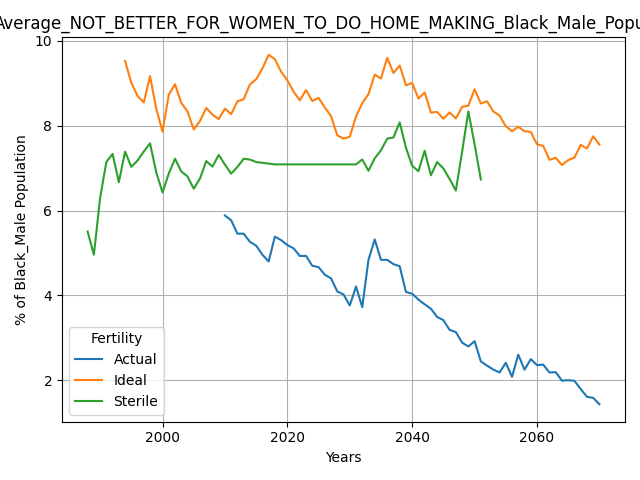 Average_NOT_BETTER_FOR_WOMEN_TO_DO_HOME_MAKING_Black_Male_Popu
10
8
6
4
2
% of Black_Male Population
Fertility
Actual
Ideal
Sterile
2000 2020 2040 2060
Years